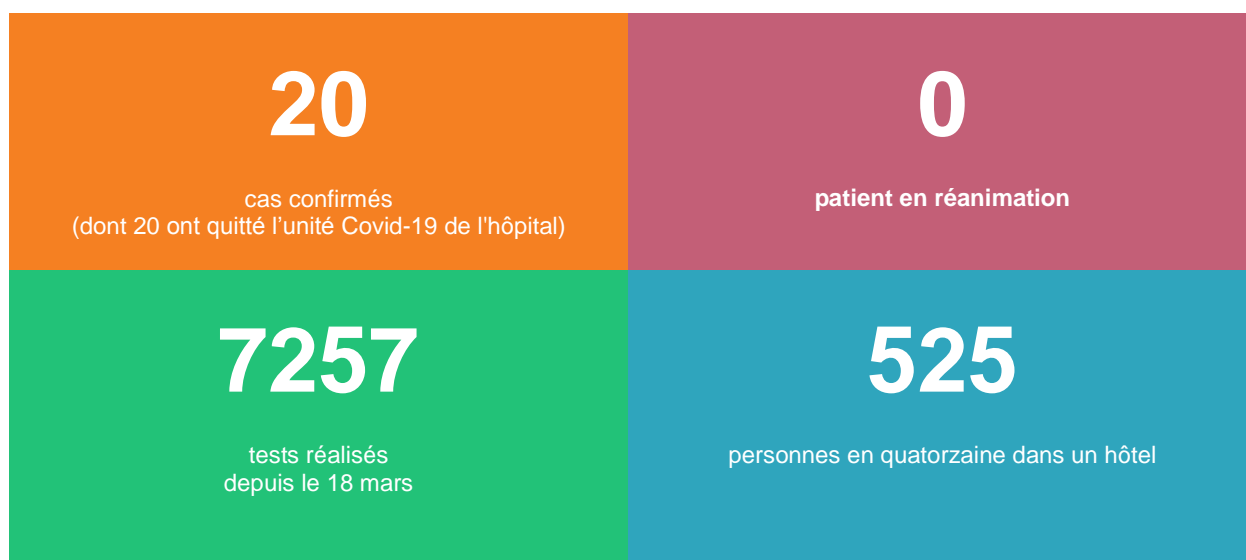 20
cas confirmés
(dont 20 ont quitté l’unité Covid-19 de l'hôpital)
0
patient en réanimation
7257
tests réalisés
depuis le 18 mars
525
personnes en quatorzaine dans un hôtel